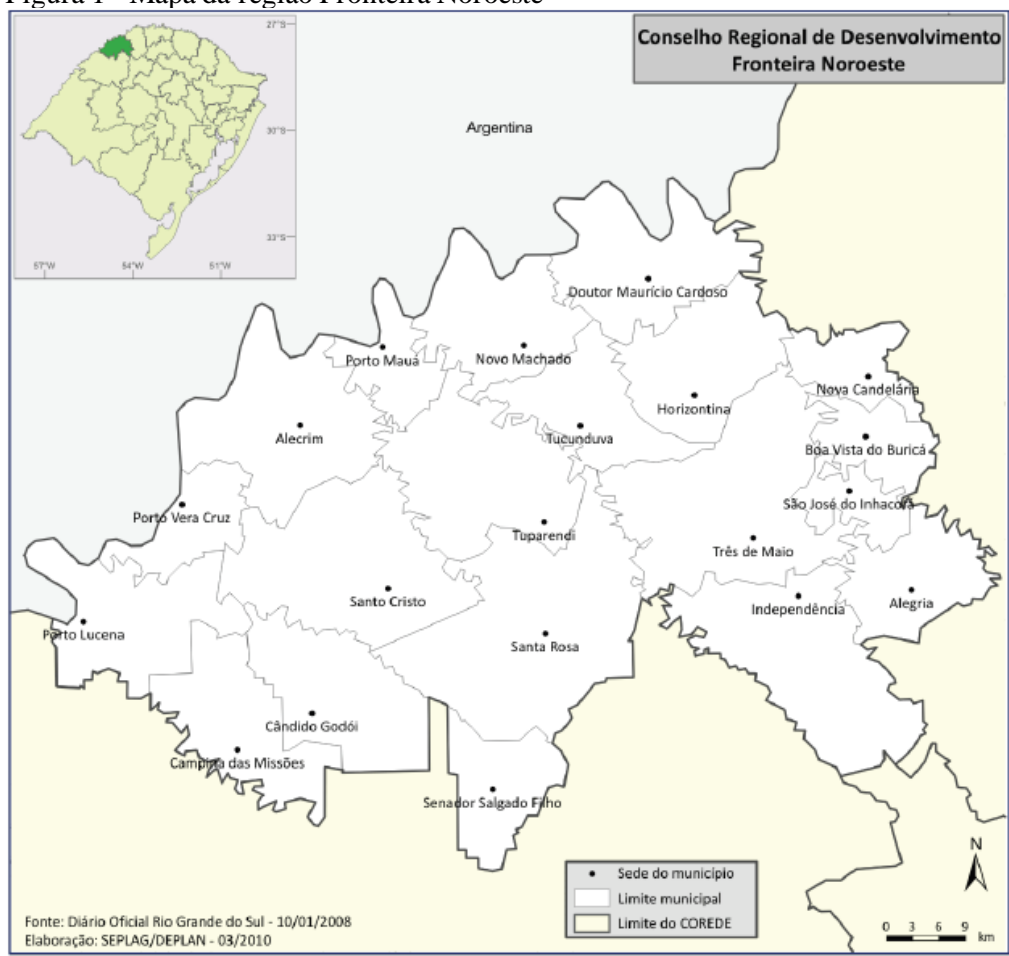 Figura 1 - Mapa da região Fronteira Noroeste
Conselho Regional de Desenvolvimento
Fronteira Noroeste
27°S
30°S
33°S
57°W
54°W
51°W
Argentina
Doutor Maurício Cardoso
Porto Mauá
Novo Machado
Nova Candelária
Horizontina
Alecrim
Tucunduva
Boa Vista do Buricá
São José do Inhacorá
Porto Vera Cruz
Tuparendi
Três de Maio
Santo Cristo
Independência
Alegria
Porto Lucena
Santa Rosa
Cândido Godói
Campina das Missões
Senador Salgado Filho
Sede do município
Limite municipal
Limite do COREDE
N
0 3 6 9
km
Fonte: Diário Oficial Rio Grande do Sul - 10/01/2008
Elaboração: SEPLAG/DEPLAN - 03/2010